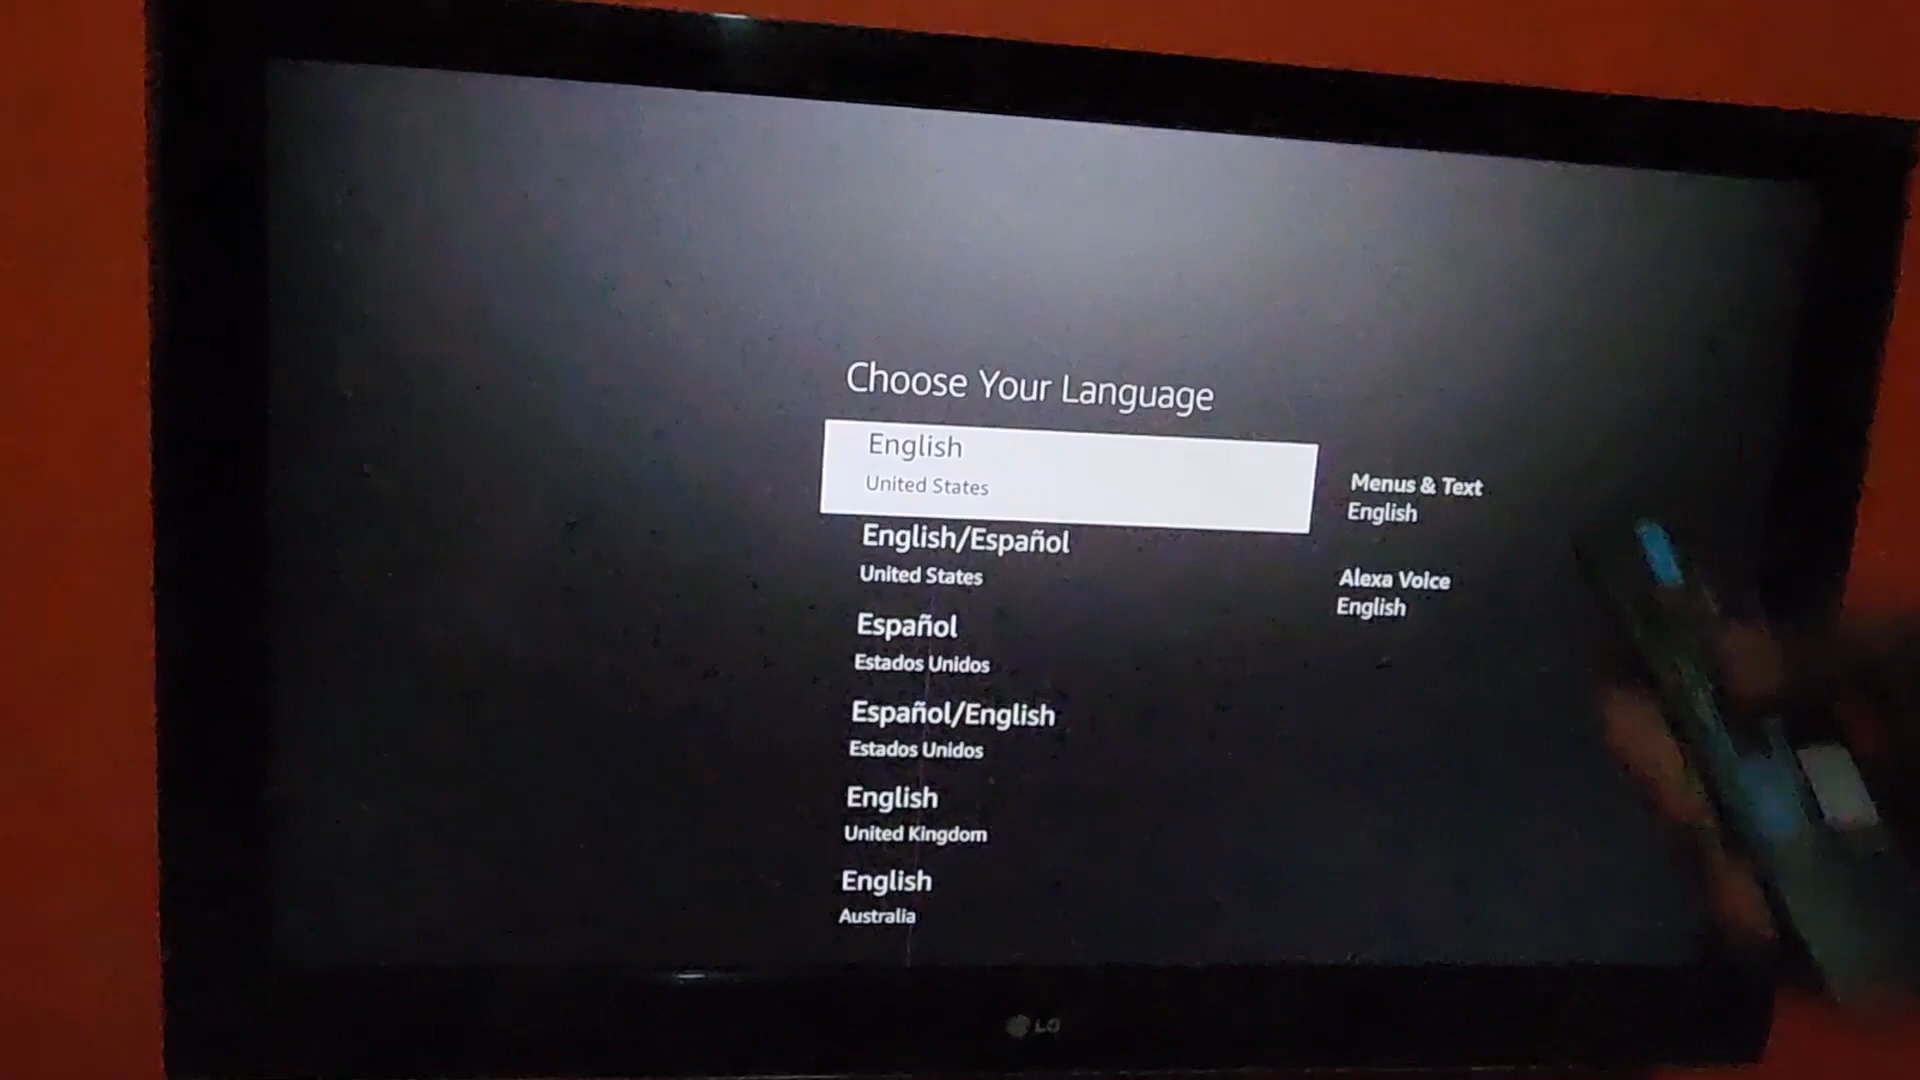 Choose Your Language
English
United States
English/Español
United States
Español
Estados Unidos
Español/English
Estados Unidos
English
United Kingdom
English
Australia
Menus & Text
English
Alexa Voice
English
LG